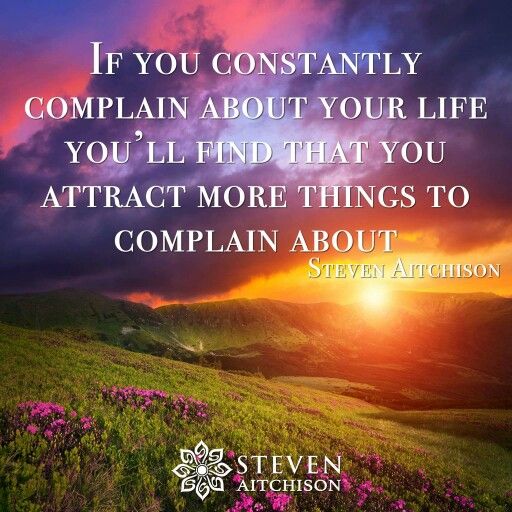 If you constantly
complain about your life
you'll find that you
attract more things to
complain about
Steven Aitchison
STEVEN
AITCHISON